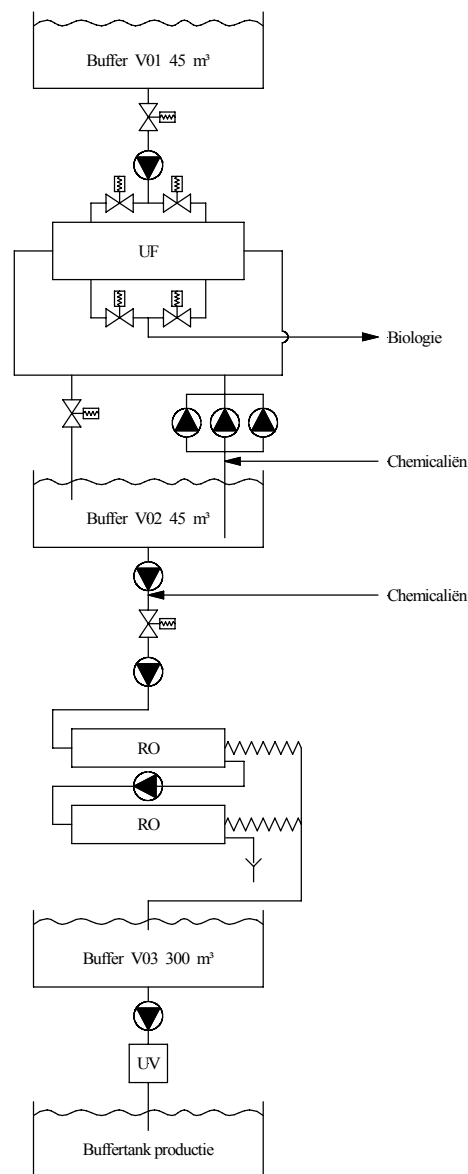 Buffer V01 45 m³
UF
Biologie
Chemicaliën
Buffer V02 45 m³
Chemicaliën
RO
RO
Buffer V03 300 m³
UV
Buffertank productie